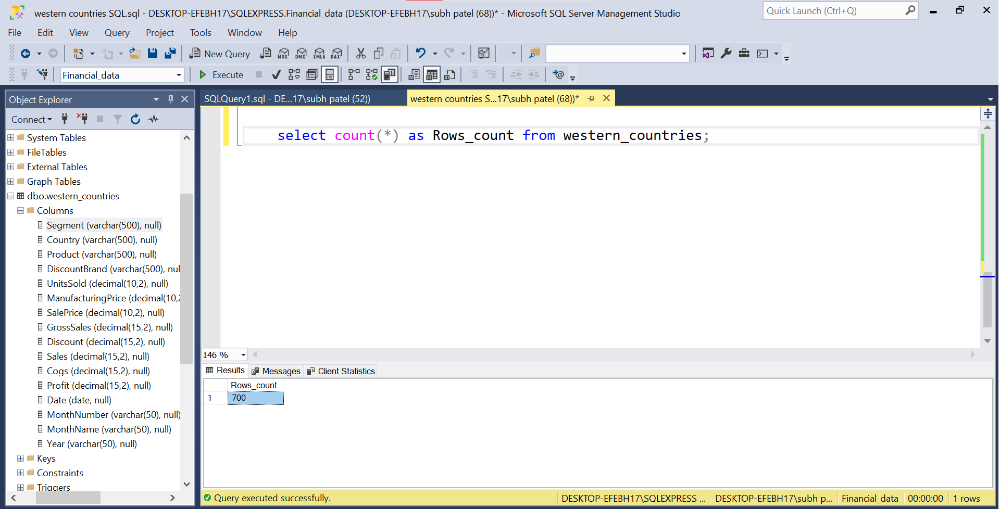 western countries SQL.sql - DESKTOP-EFEBH17\SQLEXPRESS.Financial_data (DESKTOP-EFEBH17\subh patel (68))* - Microsoft SQL Server Management Studio
Quick Launch (Ctrl+Q)
File Edit View Query Project Tools Window Help
New Query MDX DMX XMLA DAX
Financial_data Execute
Object Explorer
SQLQuery1.sql - DE...17\subh patel (52))
western countries S...17\subh patel (68))*
Connect
System Tables
FileTables
External Tables
Graph Tables
dbo.western_countries
Columns
Segment (varchar(500), null)
Country (varchar(500), null)
Product (varchar(500), null)
DiscountBrand (varchar(500), nul
UnitsSold (decimal(10,2), null)
ManufacturingPrice (decimal(10,2
SalePrice (decimal(10,2), null)
GrossSales (decimal(15,2), null)
Discount (decimal(15,2), null)
Sales (decimal(15,2), null)
Cogs (decimal(15,2), null)
Profit (decimal(15,2), null)
Date (date, null)
MonthNumber (varchar(50), null)
MonthName (varchar(50), null)
Year (varchar(50), null)
Keys
Constraints
Triggers
select count(*) as Rows_count from western_countries;
146 %
Results Messages Client Statistics
Rows_count
1 700
Query executed successfully.
DESKTOP-EFEBH17\SQLEXPRESS ... DESKTOP-EFEBH17\subh p... Financial_data 00:00:00 1 rows